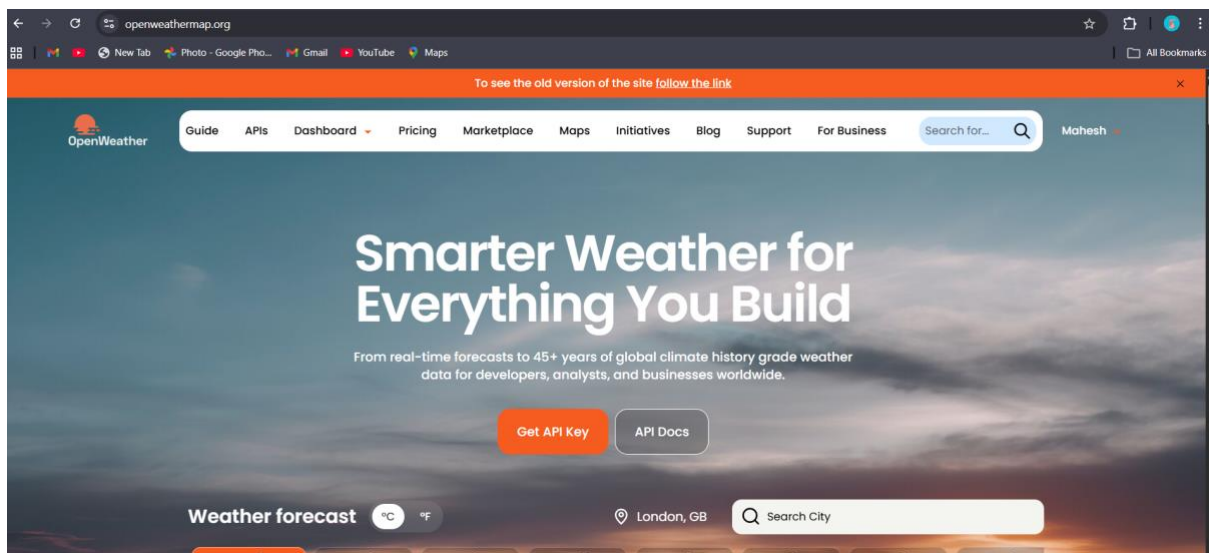 openweathermap.org
New Tab Photo - Google Pho... Gmail YouTube Maps All Bookmarks
To see the old version of the site follow the link
OpenWeather Guide APIs Dashboard Pricing Marketplace Maps Initiatives Blog Support For Business Search for... Mahesh
Smarter Weather for
Everything You Build
From real-time forecasts to 45+ years of global climate history grade weather
data for developers, analysts, and businesses worldwide.
Get API Key API Docs
Weather forecast °C °F London, GB Search City